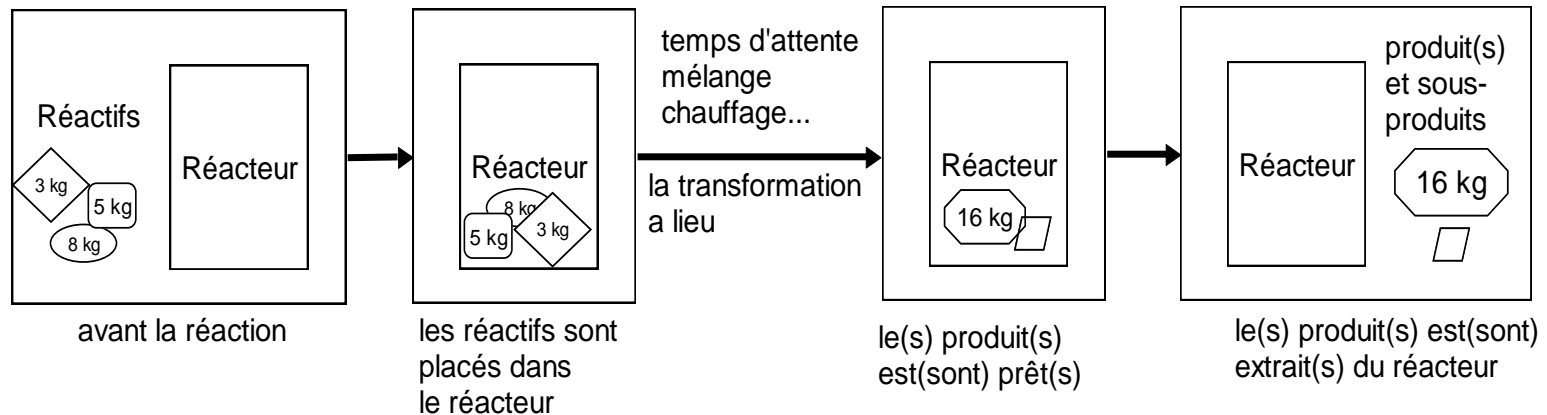 Réactifs
3 kg
5 kg
8 kg
Réacteur
avant la réaction
Réacteur
8 kg
5 kg
3 kg
les réactifs sont
placés dans
le réacteur
temps d'attente
mélange
chauffage...
la transformation
a lieu
Réacteur
16 kg
le(s) produit(s)
est(sont) prêt(s)
Réacteur
produit(s)
et sous-
produits
16 kg
le(s) produit(s) est(sont)
extrait(s) du réacteur